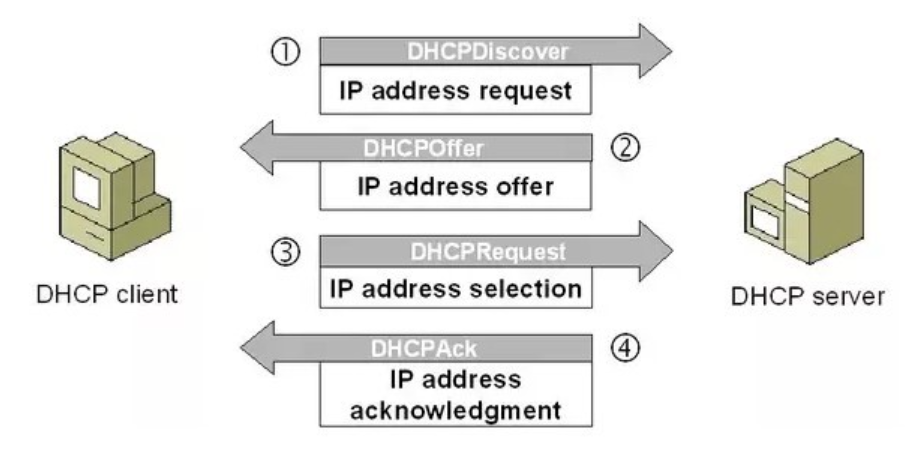 ① DHCPDiscover
IP address request
DHCPOffer ②
IP address offer
③ DHCPRequest
IP address selection
DHCP client
DHCP server
DHCPAck ④
IP address
acknowledgment